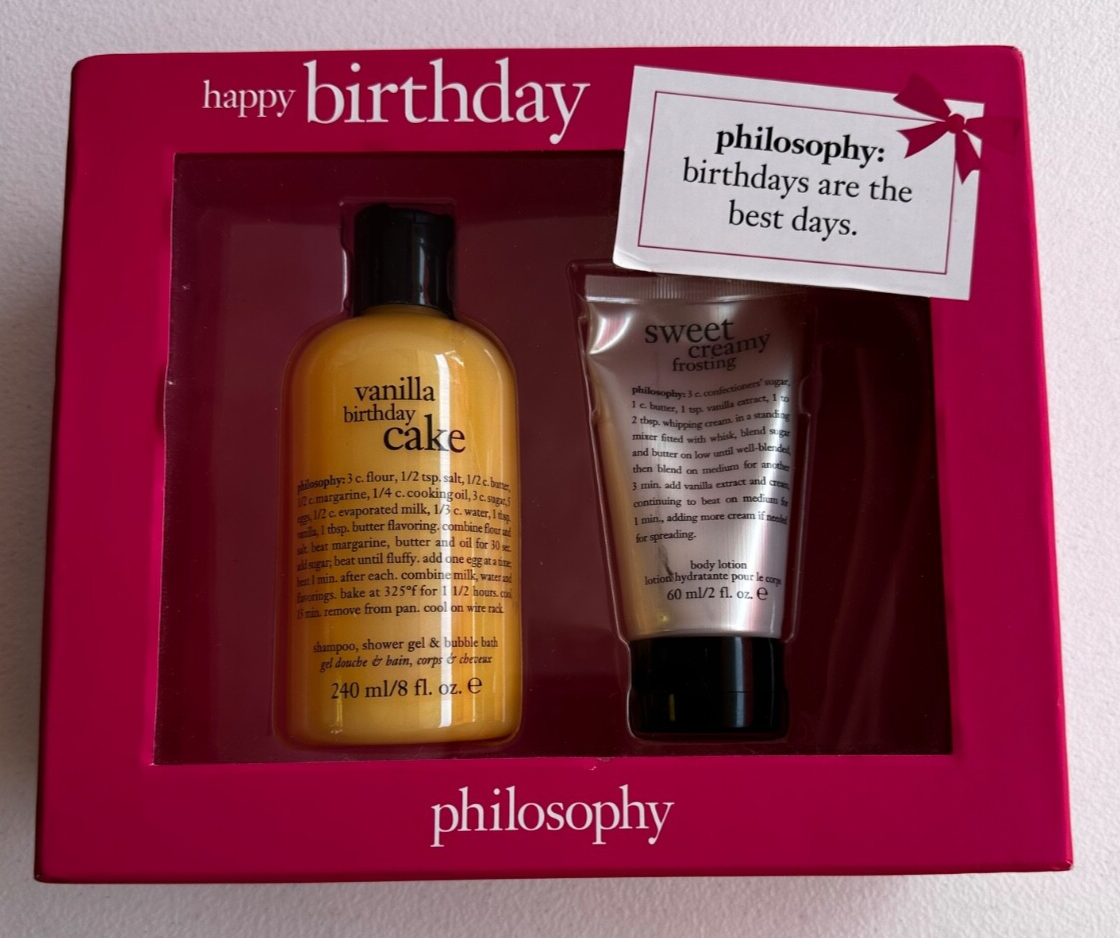 happy birthday
philosophy:
birthdays are the
best days.
vanilla
birthday
cake
philosophy: 3 c. flour, 1/2 tsp. salt, 1/2 c. butter,
1/2 c. margarine, 1/4 c. cooking oil, 3 c. sugar, 5
eggs, 1/2 c. evaporated milk, 1/3 c. water, 1 tbsp.
vanilla, 1 tbsp. butter flavoring. combine flour and
salt. beat margarine, butter and oil for 30 sec.
add sugar; beat until fluffy. add one egg at a time;
beat 1 min. after each. combine milk, water and
flavorings. bake at 325°f for 1 1/2 hours. cool
15 min. remove from pan. cool on wire rack.
shampoo, shower gel & bubble bath
gel douche & bain, corps & cheveux
240 ml/8 fl. oz. e
sweet
creamy
frosting
philosophy: 3 c. confectioners' sugar,
1 c. butter, 1 tsp. vanilla extract, 1 to
2 tbsp. whipping cream. in a standing
mixer fitted with whisk, blend sugar
and butter on low until well-blended,
then blend on medium for another
3 min. add vanilla extract and cream,
continuing to beat on medium for
1 min., adding more cream if needed
for spreading.
body lotion
lotion hydratante pour le corps
60 ml/2 fl. oz. e
philosophy